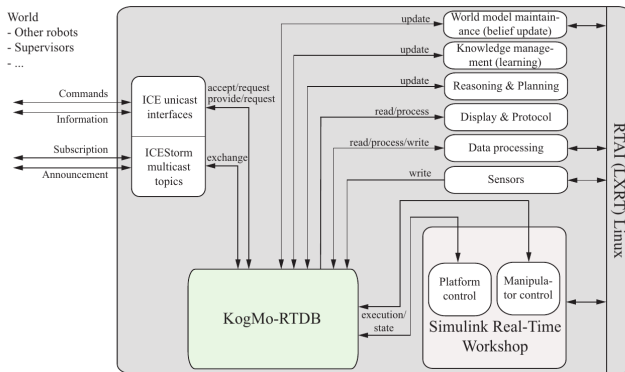 World
- Other robots
- Supervisors
- ...
Commands
Information
Subscription
Announcement
ICE unicast
interfaces
ICEStorm
multicast
topics
accept/request
provide/request
exchange
update
World model mainten-
ance (belief update)
update
Knowledge manage-
ment (learning)
update
Reasoning & Planning
read/process
Display & Protocol
read/process/write
Data processing
write
Sensors
RTAI (LXRT) Linux
KogMo-RTDB
execution/
state
Platform
control
Manipula-
tor control
Simulink Real-Time
Workshop